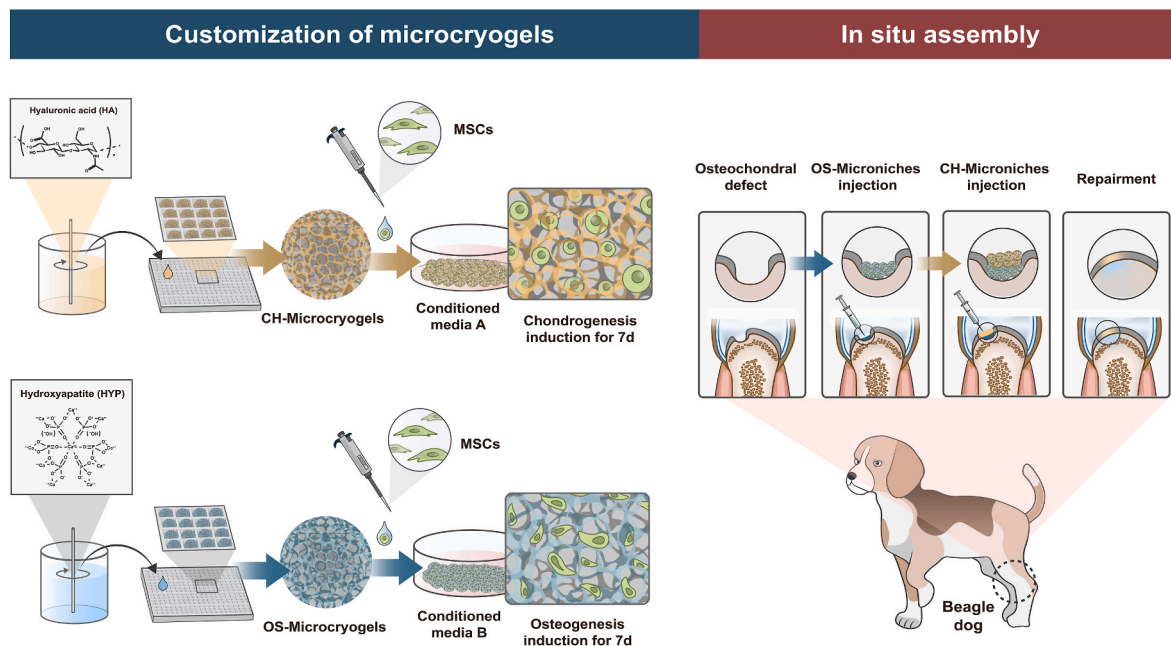 Customization of microcryogels
In situ assembly
Hyaluronic acid (HA)
MSCs
CH-Microcryogels
Conditioned
media A
Chondrogenesis
induction for 7d
Hydroxyapatite (HYP)
MSCs
OS-Microcryogels
Conditioned
media B
Osteogenesis
induction for 7d
Osteochondral
defect
OS-Microniches
injection
CH-Microniches
injection
Repairment
Beagle
dog